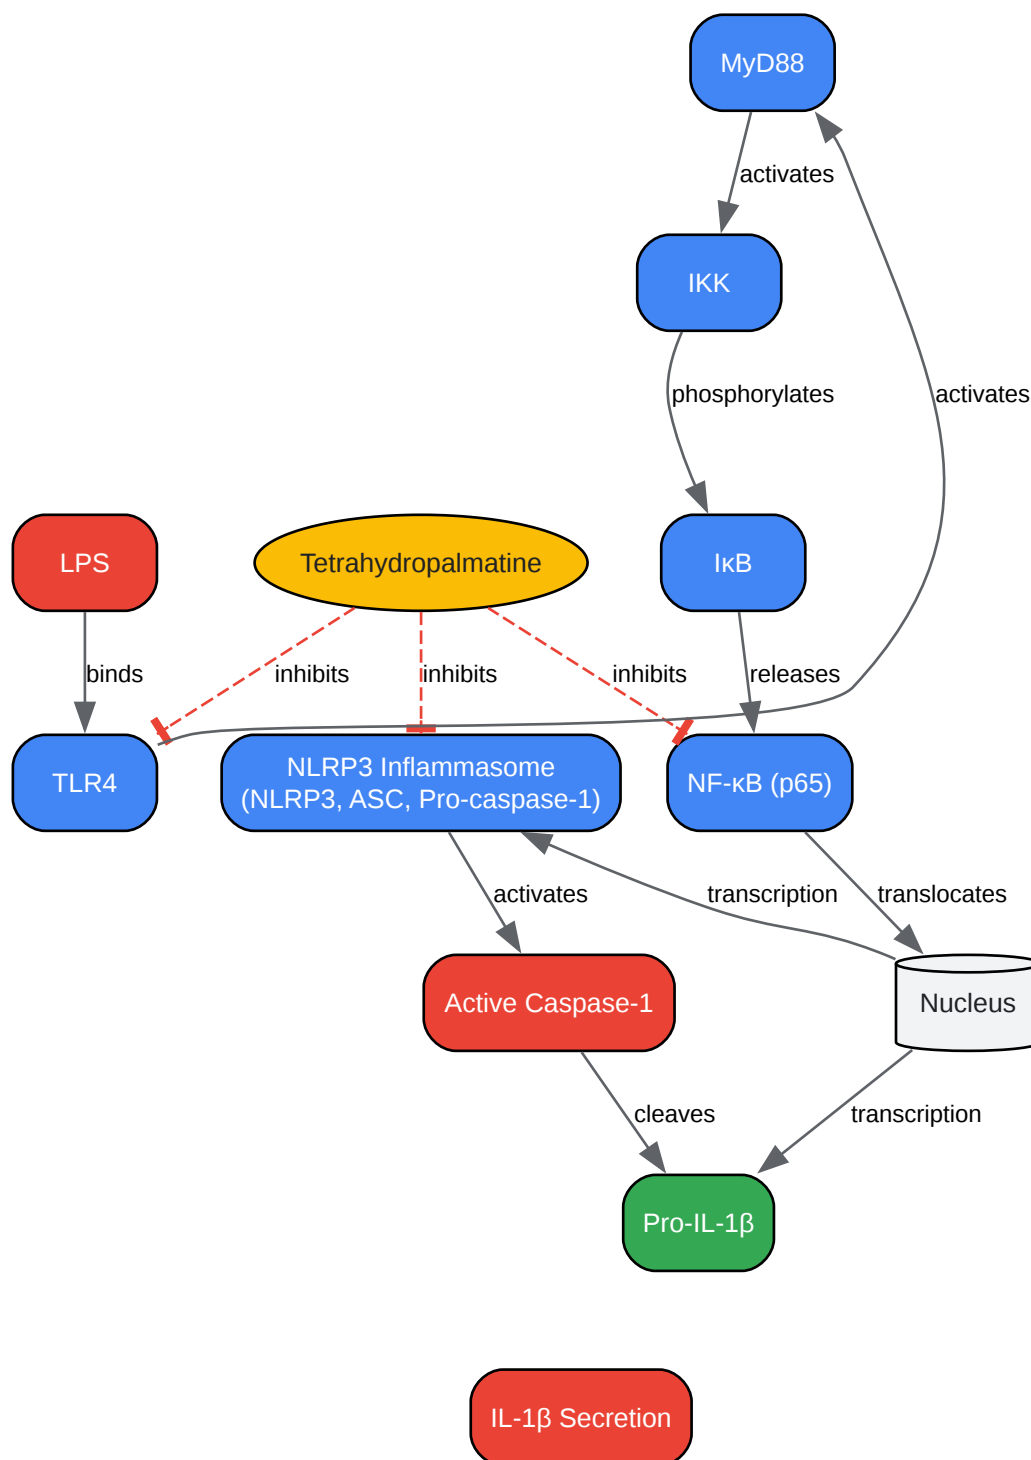 MyD88
activates
IKK
phosphorylates
activates
LPS
Tetrahydropalmatine
IκB
binds
inhibits
inhibits
inhibits
releases
TLR4
NLRP3 Inflammasome
(NLRP3, ASC, Pro-caspase-1)
NF-κB (p65)
activates
transcription
translocates
Active Caspase-1
Nucleus
cleaves
transcription
Pro-IL-1β
IL-1β Secretion